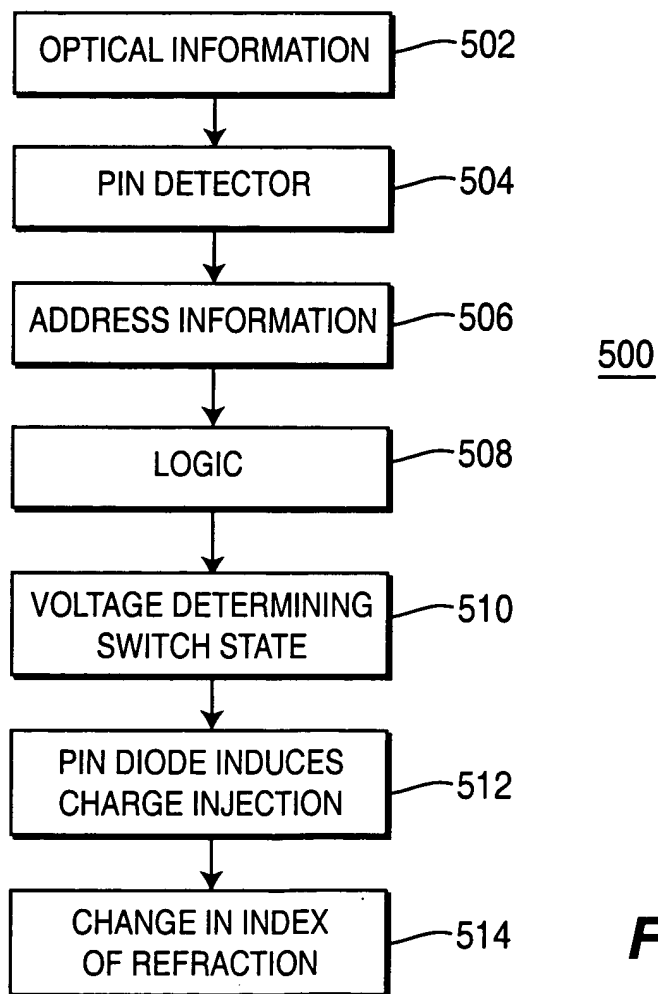 OPTICAL INFORMATION
502
PIN DETECTOR
504
ADDRESS INFORMATION
506
500
LOGIC
508
VOLTAGE DETERMINING
SWITCH STATE
510
PIN DIODE INDUCES
CHARGE INJECTION
512
CHANGE IN INDEX
OF REFRACTION
514
F